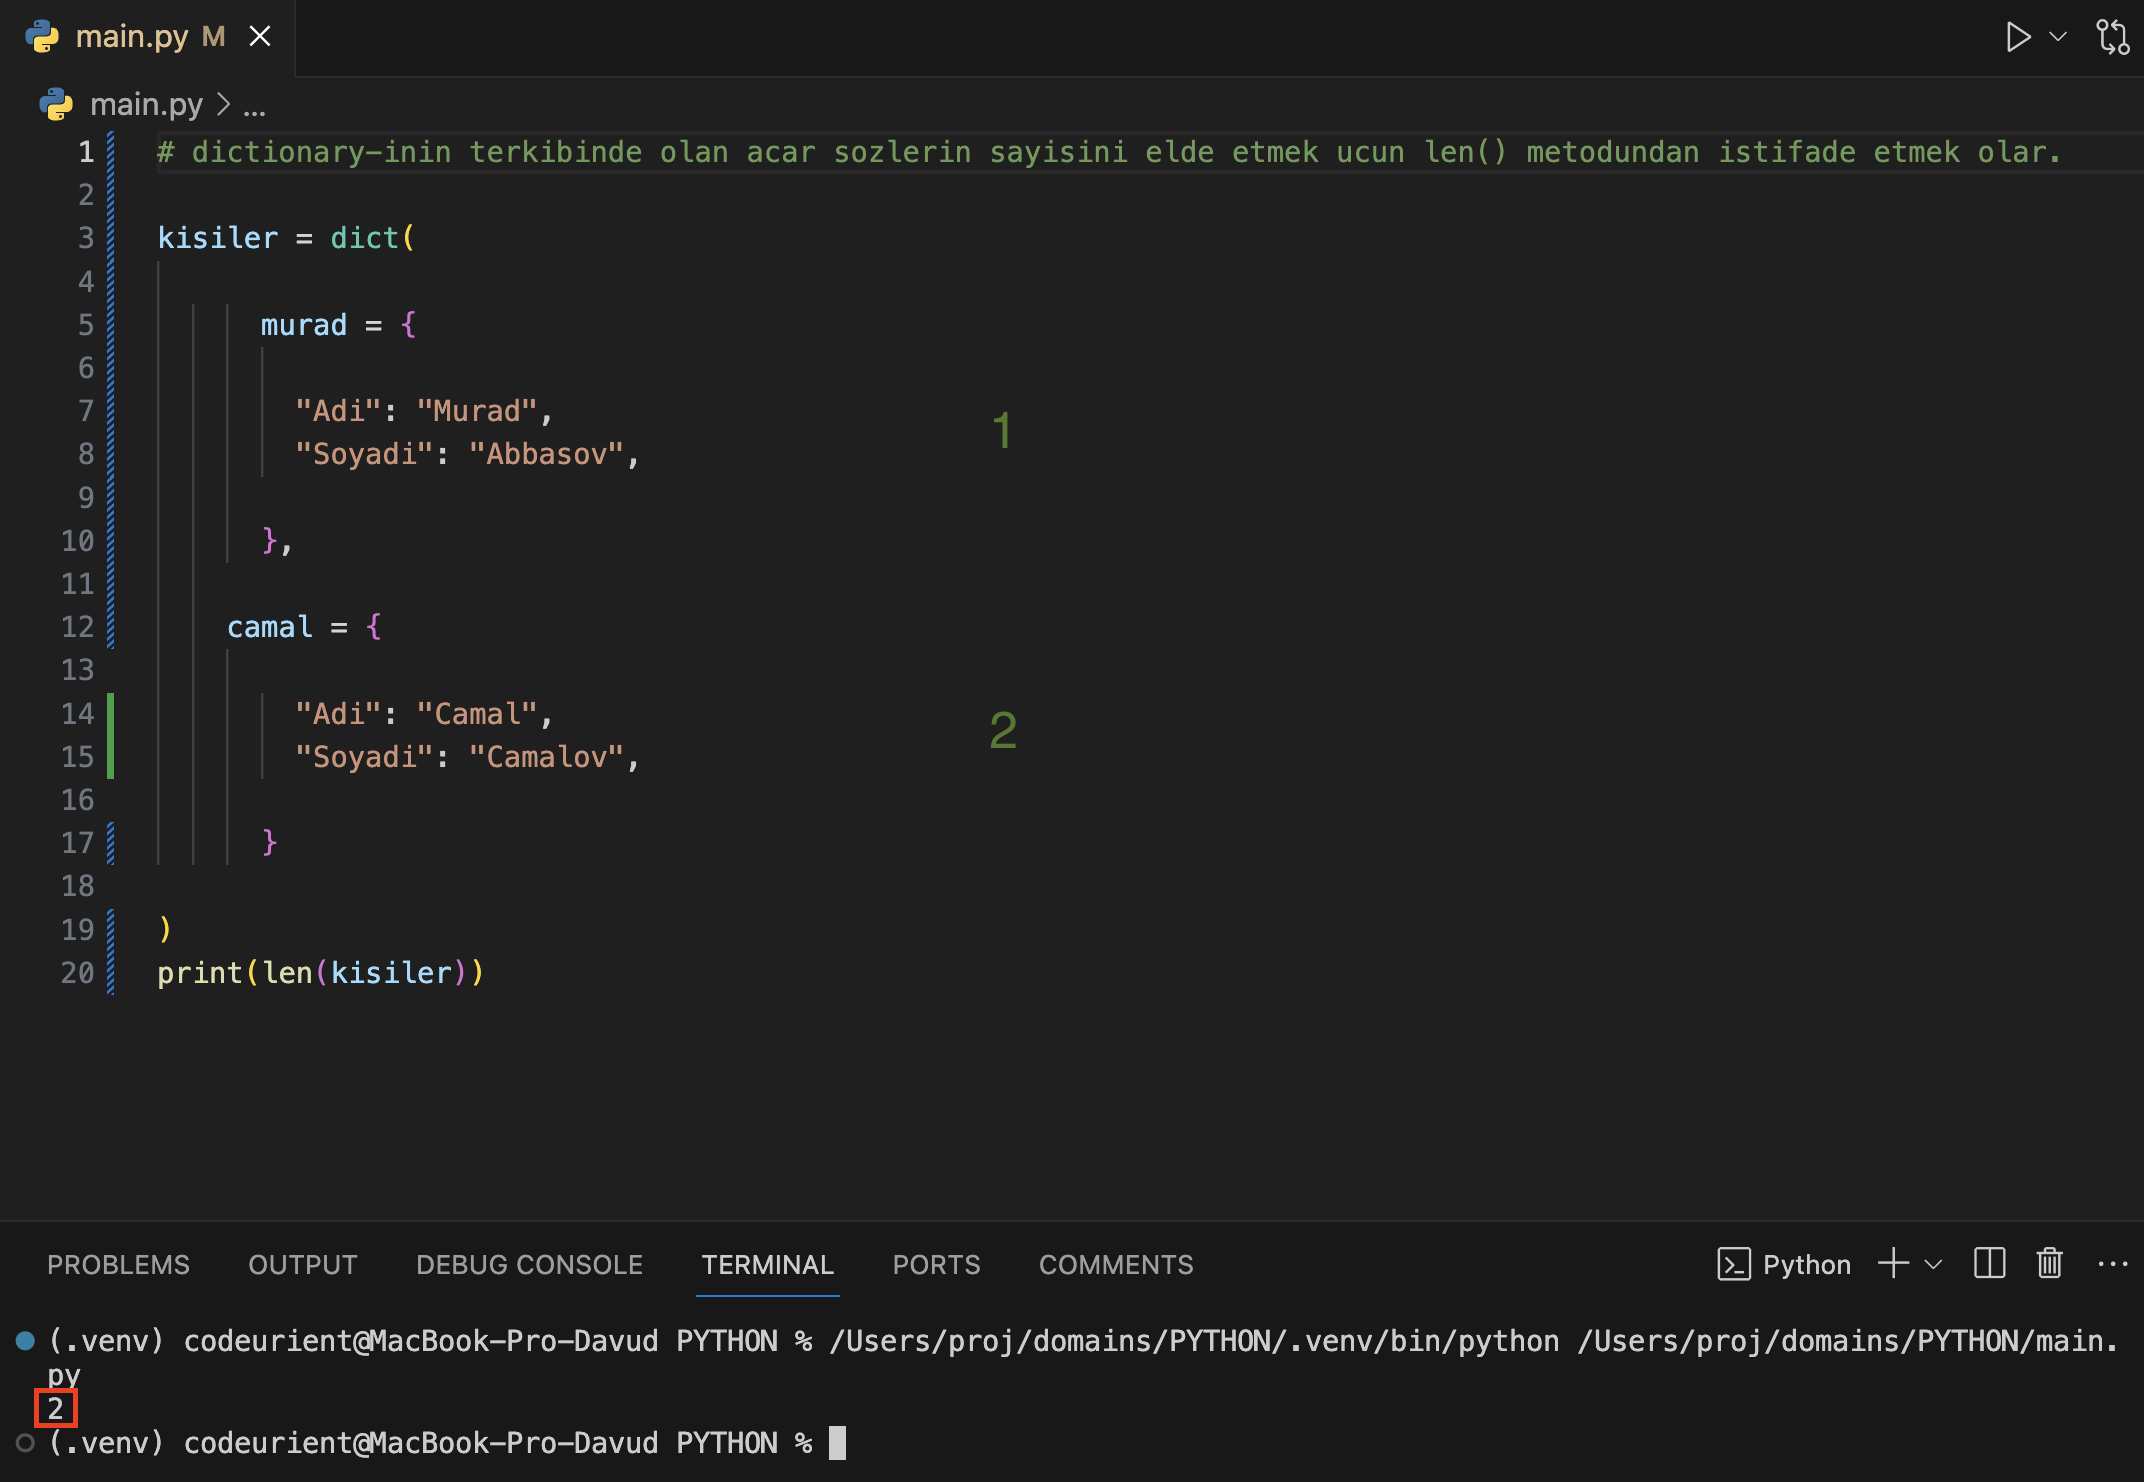 main.py M
main.py > ...
1 # dictionary-inin terkibinde olan acar sozlerin sayisini elde etmek ucun len() metodundan istifade etmek olar.
2
3 kisiler = dict(
4
5 murad = {
6
7 "Adi": "Murad",
1
8 "Soyadi": "Abbasov",
9
10 },
11
12 camal = {
13
14 "Adi": "Camal",
2
15 "Soyadi": "Camalov",
16
17 }
18
19 )
20 print(len(kisiler))
PROBLEMS OUTPUT DEBUG CONSOLE TERMINAL PORTS COMMENTS Python
(.venv) codeurient@MacBook-Pro-Davud PYTHON % /Users/proj/domains/PYTHON/.venv/bin/python /Users/proj/domains/PYTHON/main.
py
2
(.venv) codeurient@MacBook-Pro-Davud PYTHON %